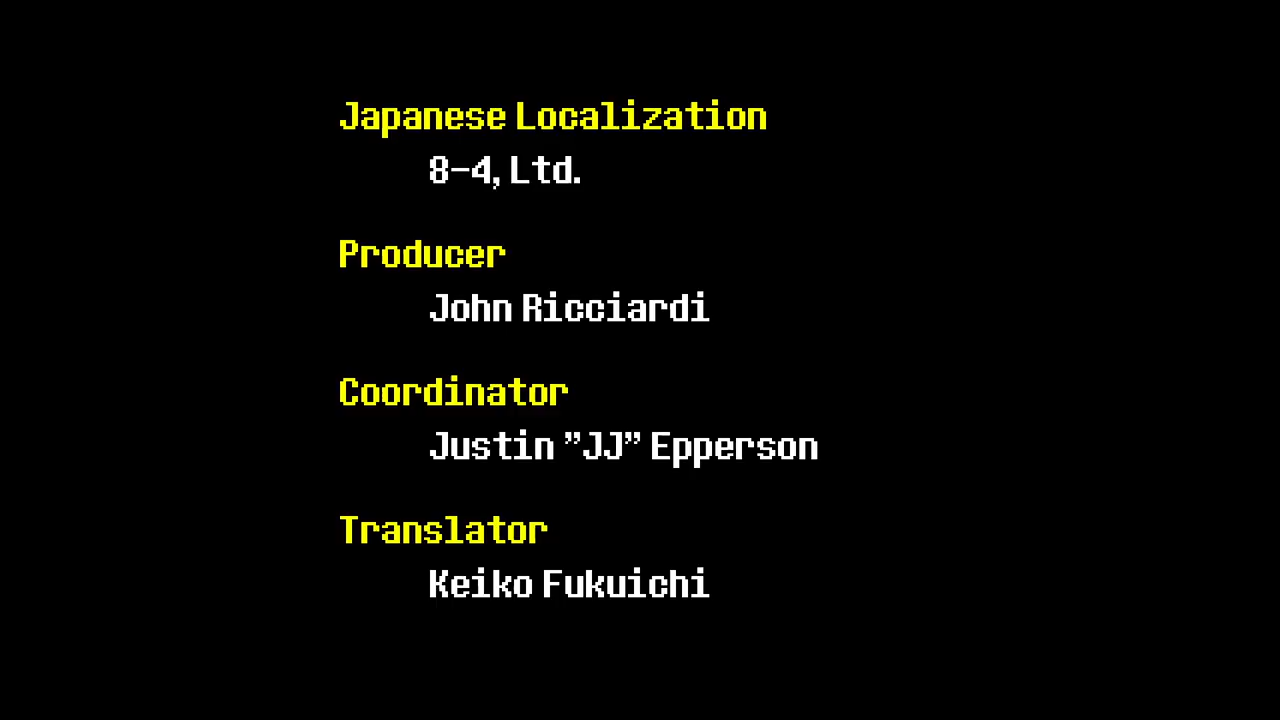 Japanese Localization
8-4, Ltd.
Producer
John Ricciardi
Coordinator
Justin ”JJ” Epperson
Translator
Keiko Fukuichi